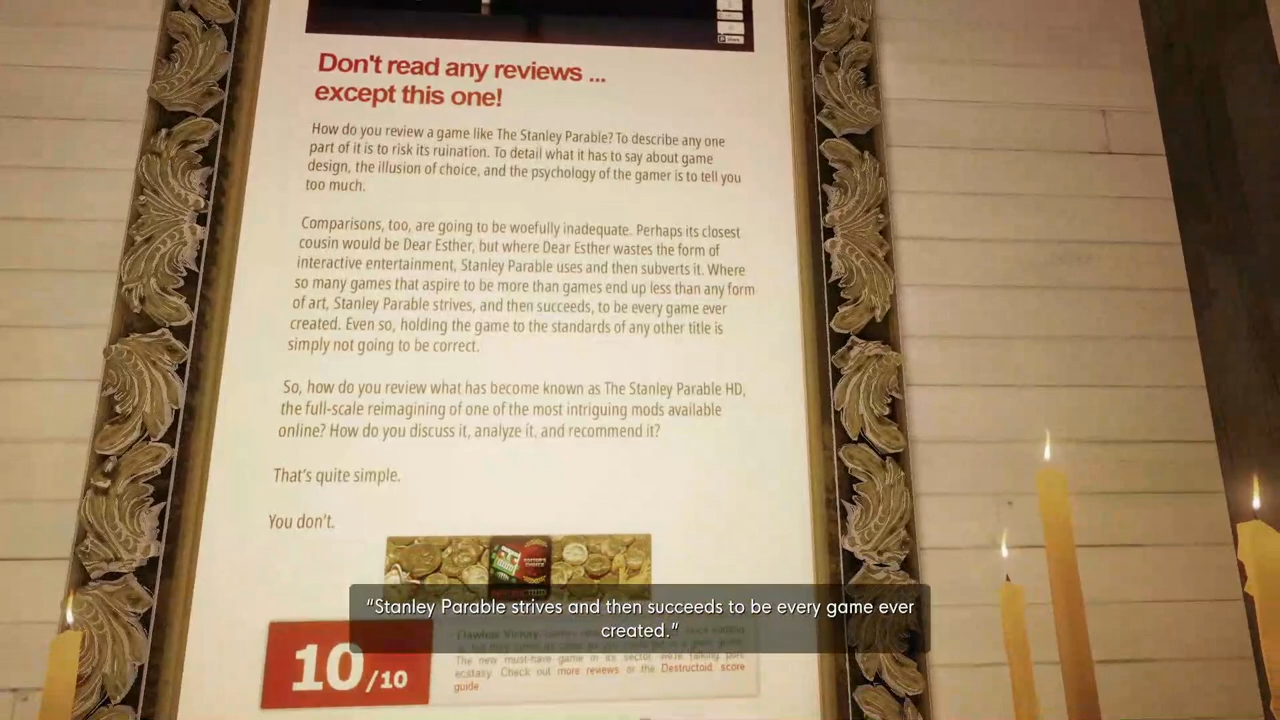 Don't read any reviews ...
except this one!
How do you review a game like The Stanley Parable? To describe any one
part of it is to risk its ruination. To detail what it has to say about game
design, the illusion of choice, and the psychology of the gamer is to tell you
too much.
Comparisons, too, are going to be woefully inadequate. Perhaps its closest
cousin would be Dear Esther, but where Dear Esther wastes the form of
interactive entertainment, Stanley Parable uses and then subverts it. Where
so many games that aspire to be more than games end up less than any form
of art, Stanley Parable strives, and then succeeds, to be every game ever
created. Even so, holding the game to the standards of any other title is
simply not going to be correct.
So, how do you review what has become known as The Stanley Parable HD,
the full-scale reimagining of one of the most intriguing mods available
online? How do you discuss it, analyze it, and recommend it?
That's quite simple.
You don't.
"Stanley Parable strives and then succeeds to be every game ever
created."
10/10
Flawless Victory
The new must-have game in its sector, we're talking pure
ecstasy. Check out more reviews or the Destructoid score
guide.